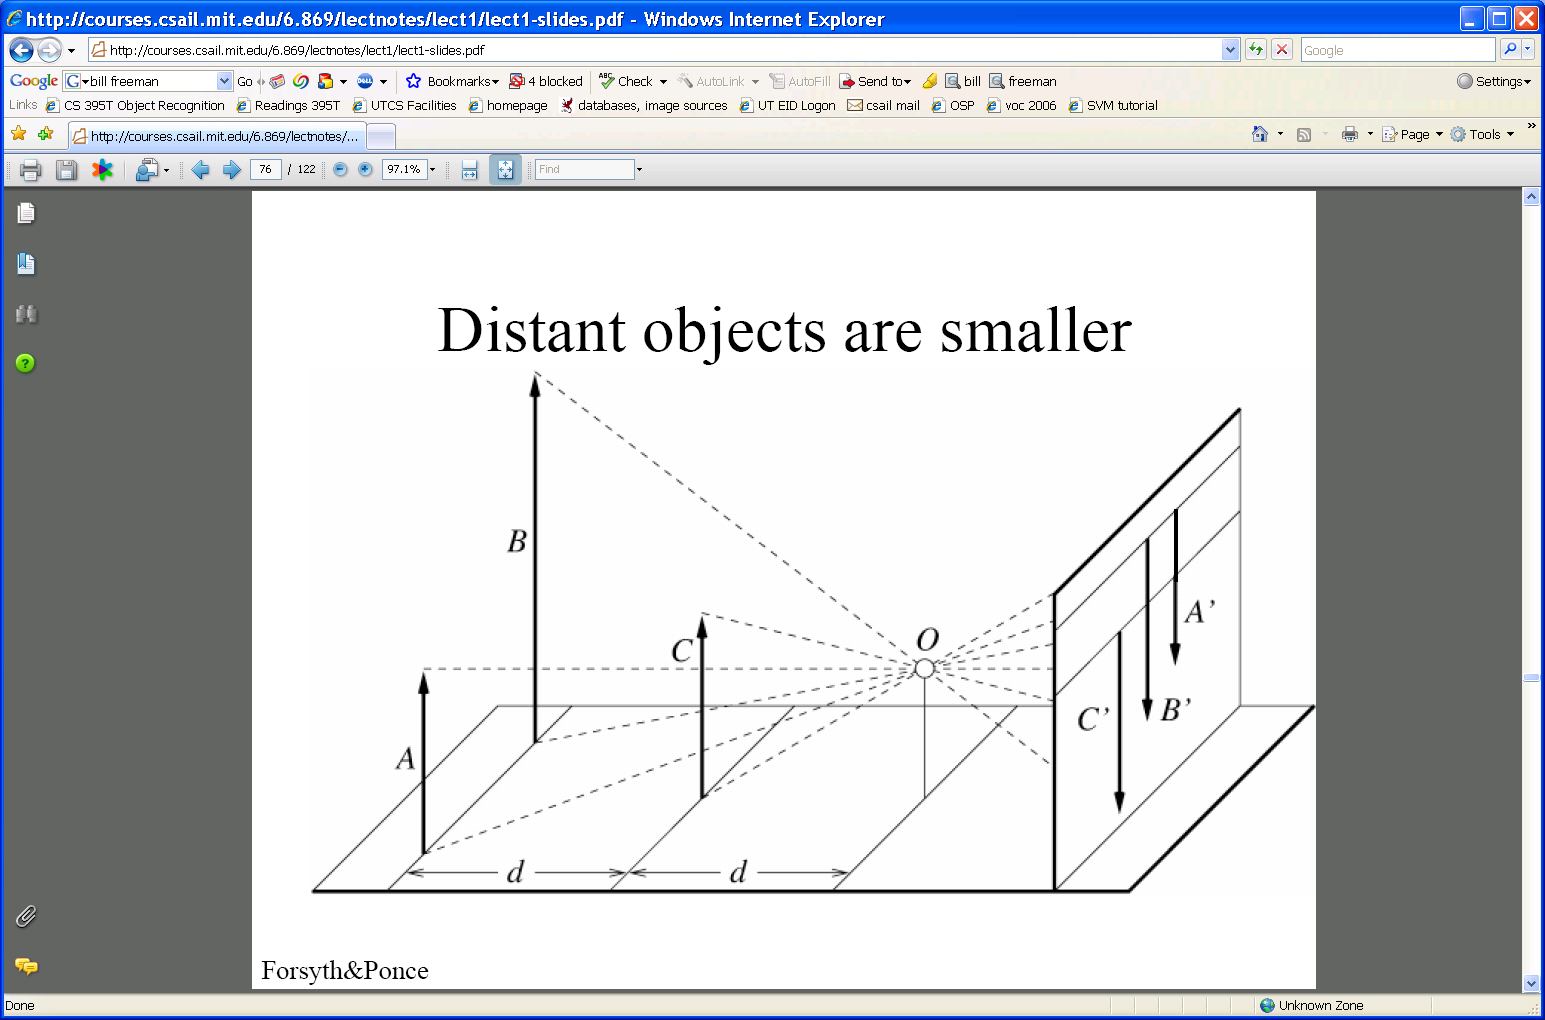 http://courses.csail.mit.edu/6.869/lectnotes/lect1/lect1-slides.pdf - Windows Internet Explorer
http://courses.csail.mit.edu/6.869/lectnotes/lect1/lect1-slides.pdf Google
Google G bill freeman Go Bookmarks 4 blocked ABC Check AutoLink AutoFill Send to bill freeman Settings
Links CS 395T Object Recognition Readings 395T UTCS Facilities homepage databases, image sources UT EID Logon csail mail OSP voc 2006 SVM tutorial
http://courses.csail.mit.edu/6.869/lectnotes/... Page Tools »
76 / 122 97.1% Find
Distant objects are smaller
B
O
C
A’
B’
C’
A
d d
Forsyth&Ponce
Done Unknown Zone